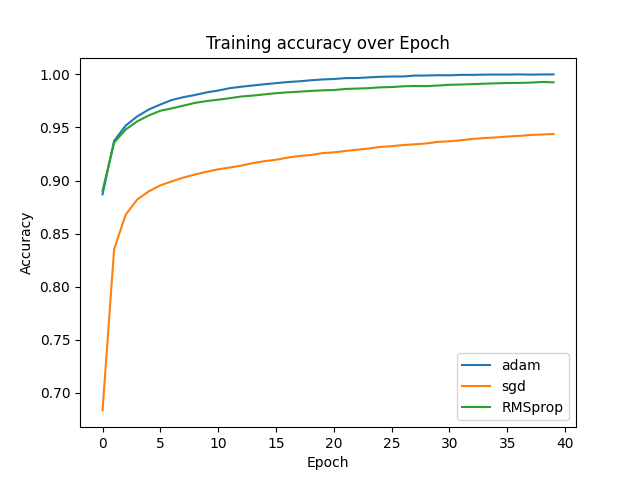 Training accuracy over Epoch
Accuracy
1.00
0.95
0.90
0.85
0.80
0.75
0.70
adam
sgd
RMSprop
0 5 10 15 20 25 30 35 40
Epoch